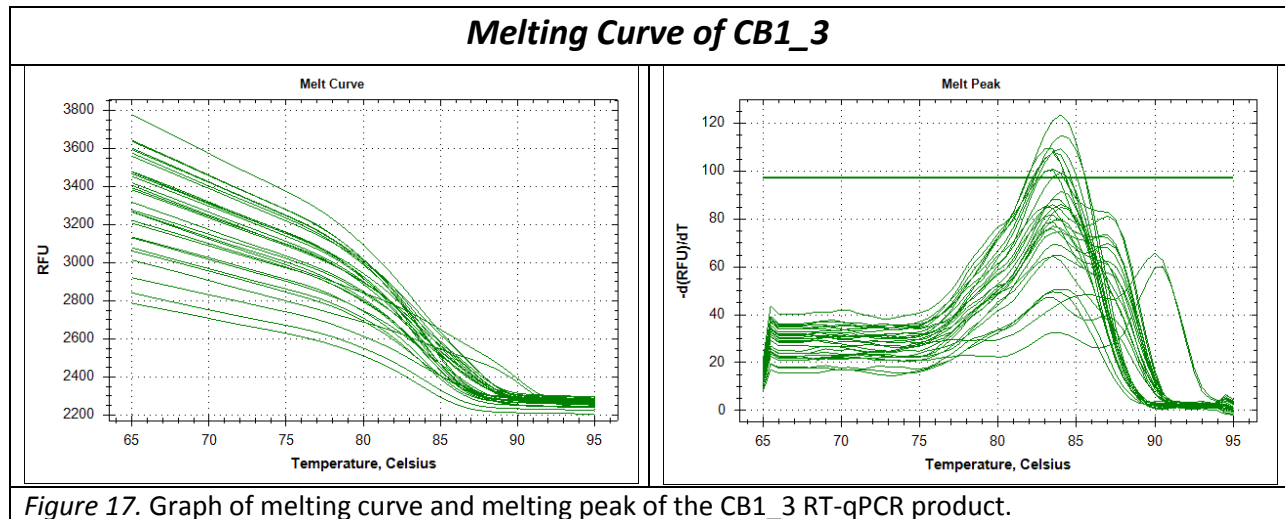 Melting Curve of CB1_3
Melt Curve
3800
3600
3400
3200
3000
2800
2600
2400
2200
RFU
65 70 75 80 85 90 95
Temperature, Celsius
Melt Peak
120
100
80
60
40
20
0
-d(RFU)/dT
65 70 75 80 85 90 95
Temperature, Celsius
Figure 17. Graph of melting curve and melting peak of the CB1_3 RT-qPCR product.